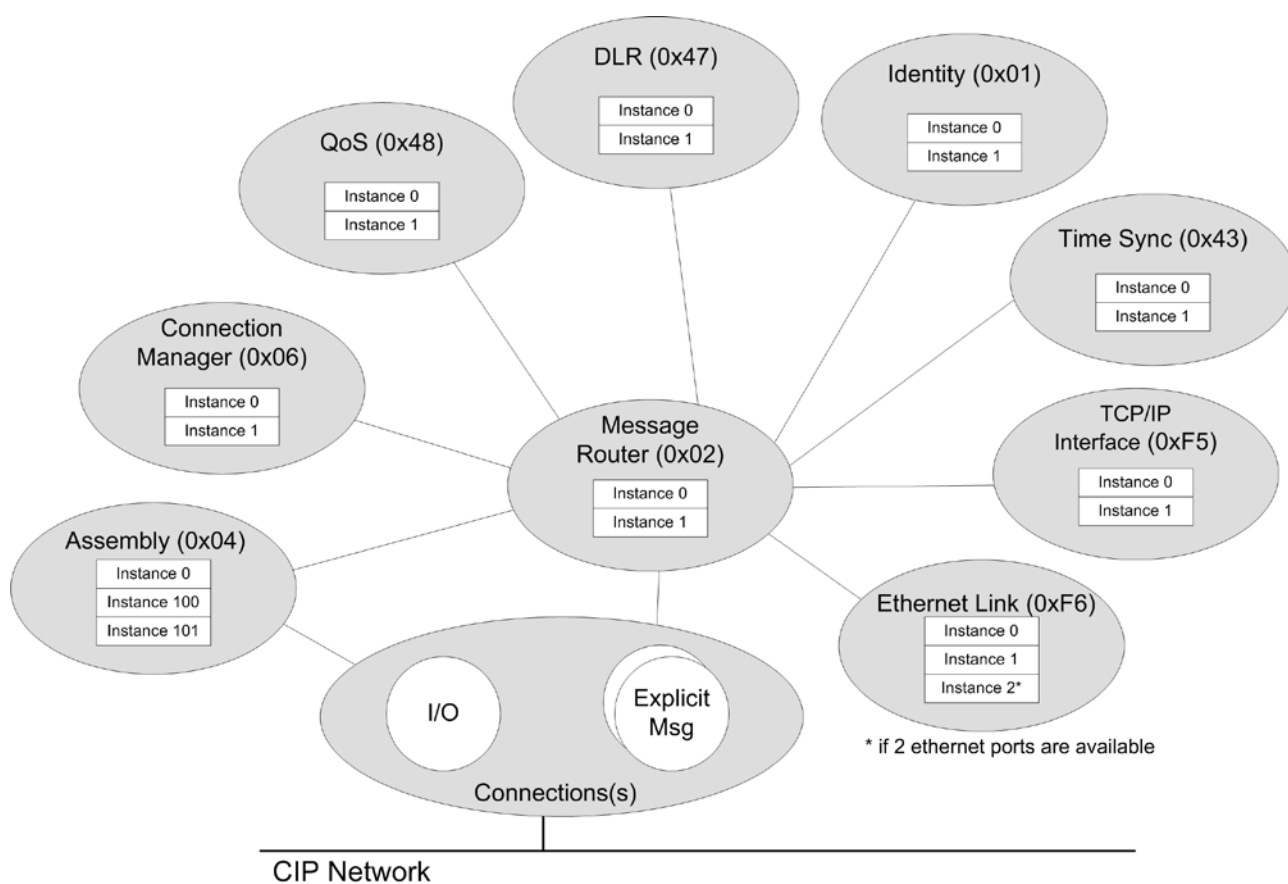 DLR (0x47)
Instance 0
Instance 1
Identity (0x01)
Instance 0
Instance 1
QoS (0x48)
Instance 0
Instance 1
Time Sync (0x43)
Instance 0
Instance 1
Connection
Manager (0x06)
Instance 0
Instance 1
Message
Router (0x02)
Instance 0
Instance 1
TCP/IP
Interface (0xF5)
Instance 0
Instance 1
Assembly (0x04)
Instance 0
Instance 100
Instance 101
Ethernet Link (0xF6)
Instance 0
Instance 1
Instance 2*
* if 2 ethernet ports are available
I/O
Explicit
Msg
Connections(s)
CIP Network